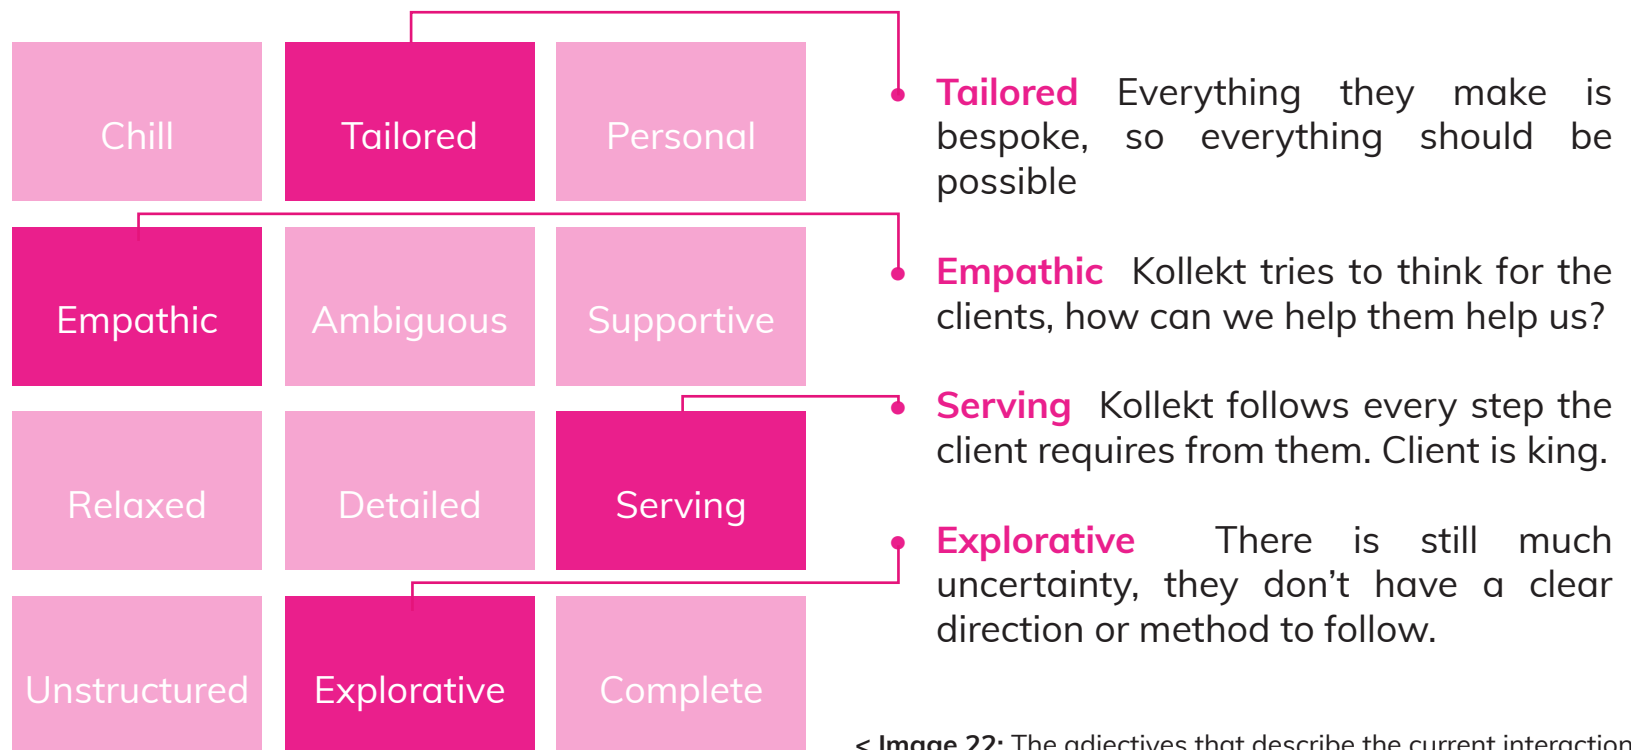 Chill
Tailored
Personal
Empathic
Ambiguous
Supportive
Relaxed
Detailed
Serving
Unstructured
Explorative
Complete
Tailored Everything they make is
bespoke, so everything should be
possible
Empathic Kollekt tries to think for the
clients, how can we help them help us?
Serving Kollekt follows every step the
client requires from them. Client is king.
Explorative There is still much
uncertainty, they don’t have a clear
direction or method to follow.
< Image 22: The adjectives that describe the current interaction